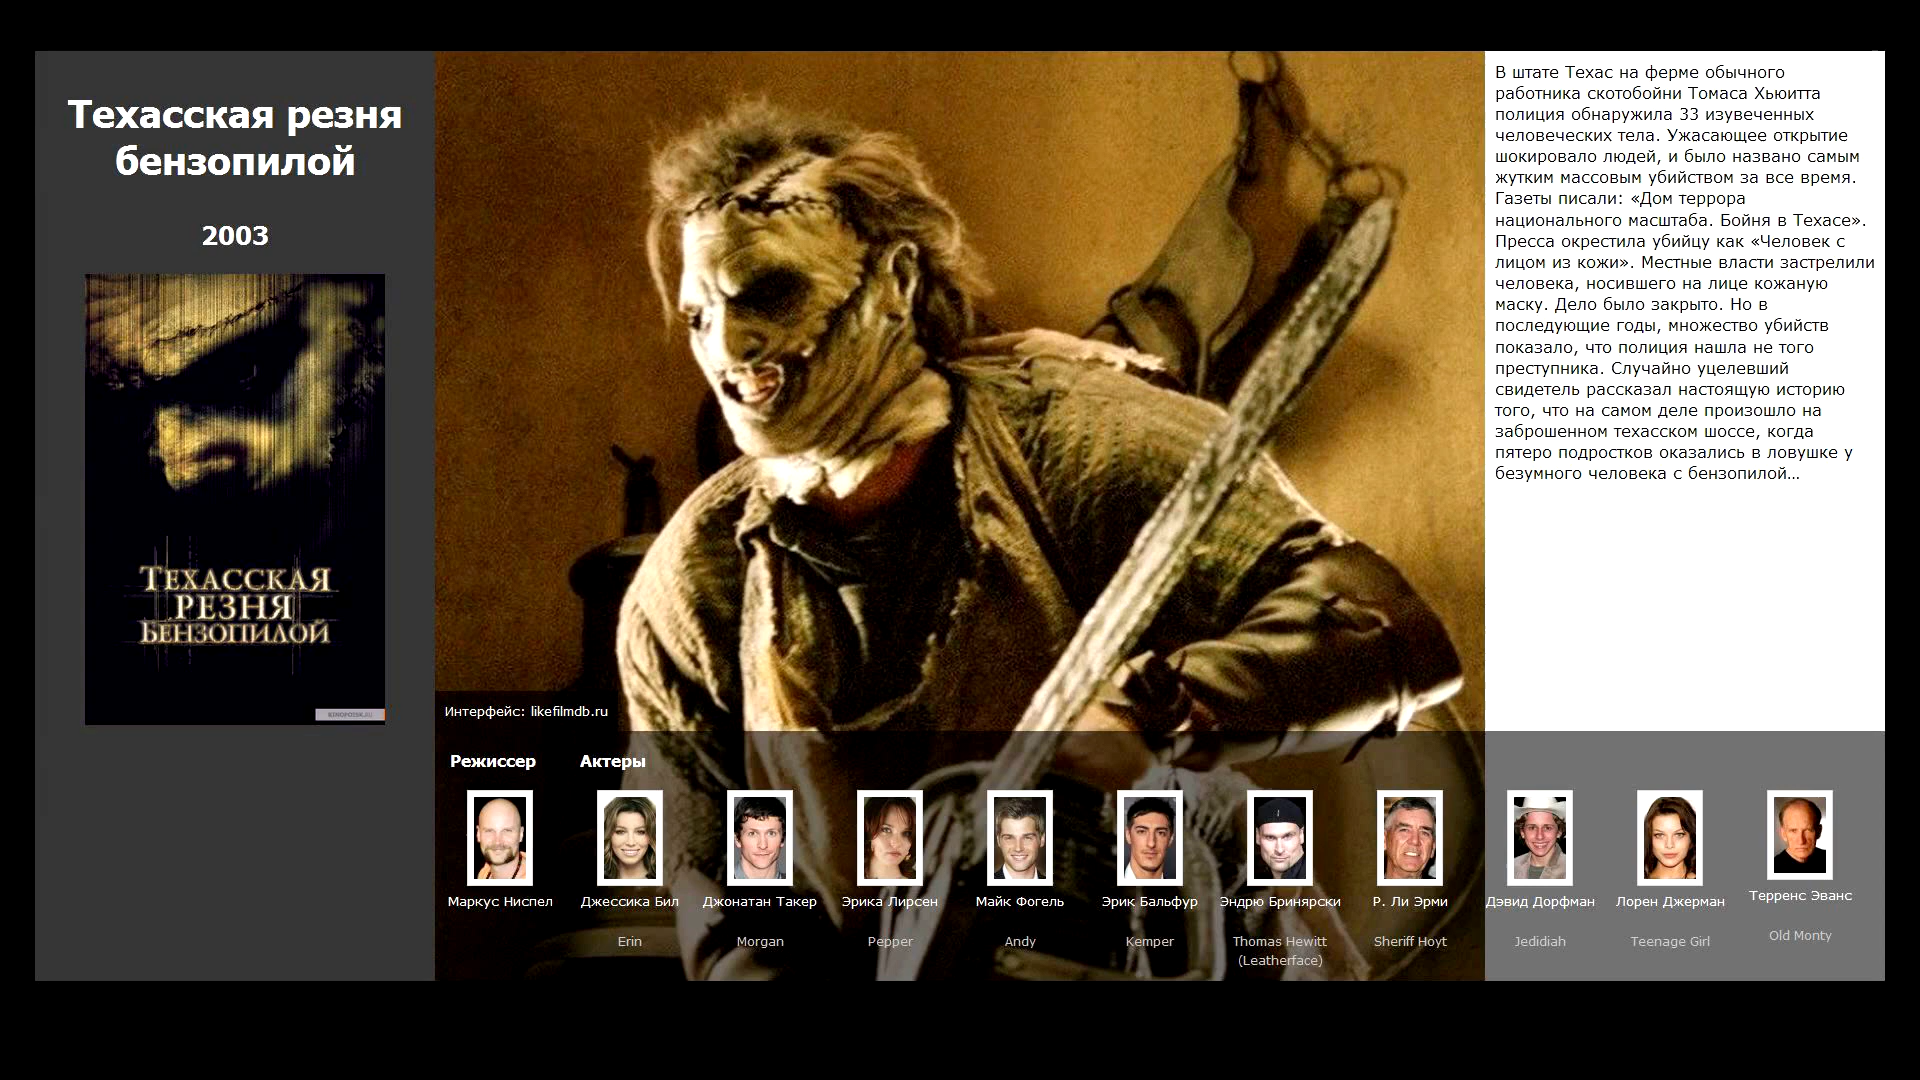 Техасская резня
бензопилой
2003
ТЕХАССКАЯ
РЕЗНЯ
БЕНЗОПИЛОЙ
KINOPOISK.RU
В штате Техас на ферме обычного
работника скотобойни Томаса Хьюитта
полиция обнаружила 33 изувеченных
человеческих тела. Ужасающее открытие
шокировало людей, и было названо самым
жутким массовым убийством за все время.
Газеты писали: «Дом террора
национального масштаба. Бойня в Техасе».
Пресса окрестила убийцу как «Человек с
лицом из кожи». Местные власти застрелили
человека, носившего на лице кожаную
маску. Дело было закрыто. Но в
последующие годы, множество убийств
показало, что полиция нашла не того
преступника. Случайно уцелевший
свидетель рассказал настоящую историю
того, что на самом деле произошло на
заброшенном техасском шоссе, когда
пятеро подростков оказались в ловушке у
безумного человека с бензопилой…
Интерфейс: likefilmdb.ru
Режиссер Актеры
Маркус Ниспел Джессика Бил Джонатан Такер Эрика Лирсен Майк Фогель Эрик Бальфур Эндрю Бринярски Р. Ли Эрми Дэвид Дорфман Лорен Джерман Терренс Эванс
Erin Morgan Pepper Andy Kemper Thomas Hewitt Sheriff Hoyt Jedidiah Teenage Girl Old Monty
(Leatherface)